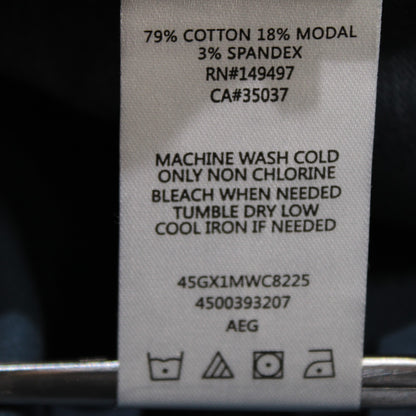 79% COTTON 18% MODAL
3% SPANDEX
RN#149497
CA#35037
MACHINE WASH COLD
ONLY NON CHLORINE
BLEACH WHEN NEEDED
TUMBLE DRY LOW
COOL IRON IF NEEDED
45GX1MWC8225
4500393207
AEG